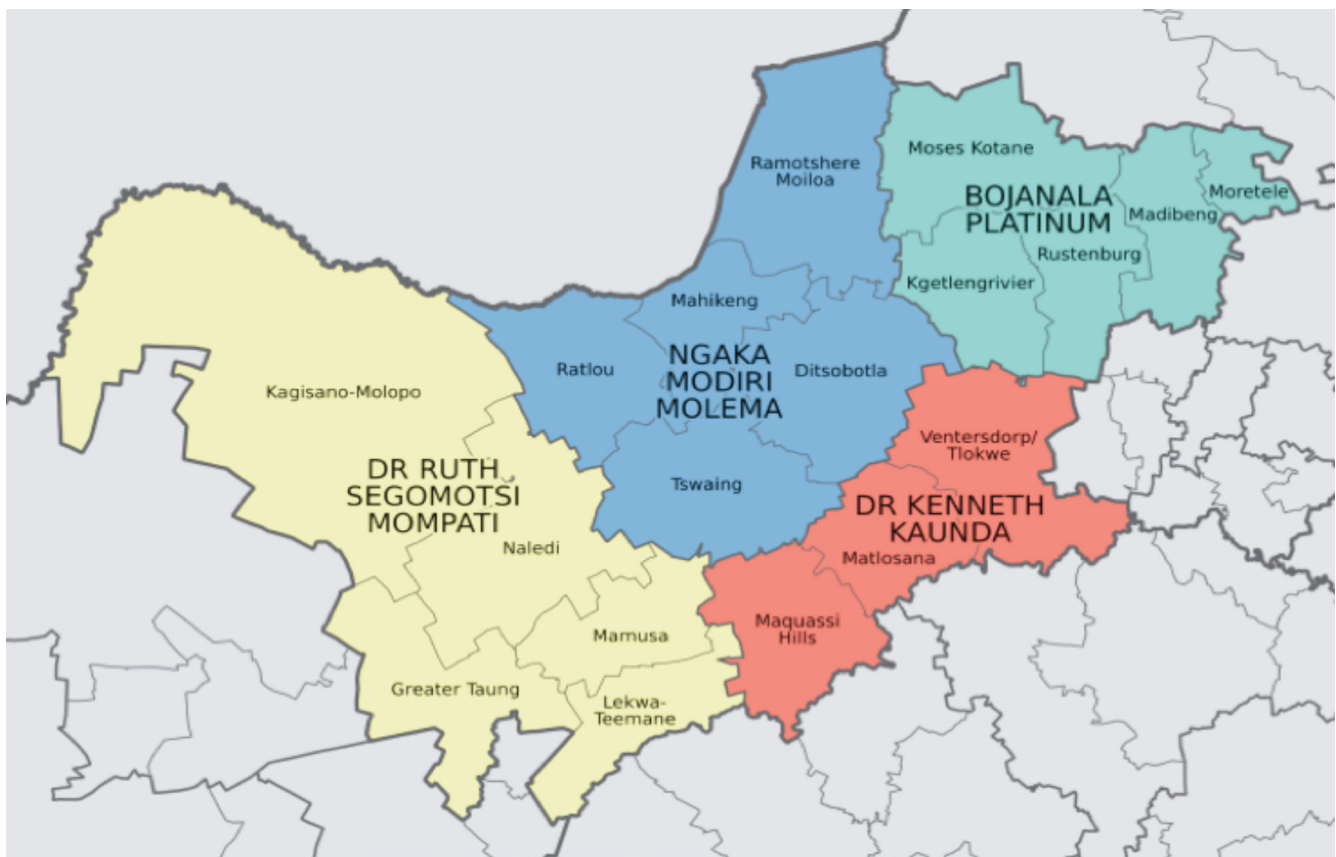 Ramotshere
Moiloa
Moses Kotane
BOJANALA
PLATINUM
Moretele
Madibeng
Rustenburg
Kgetlengrivier
Mahikeng
NGAKA
MODIRI
MOLEMA
Ratlou
Ditsobotla
Kagisano-Molopo
Ventersdorp/
Tlokwe
DR RUTH
SEGOMOTSI
MOMPATI
Tswaing
DR KENNETH
KAUNDA
Naledi
Matlosana
Maquassi
Hills
Mamusa
Greater Taung
Lekwa-
Teemane